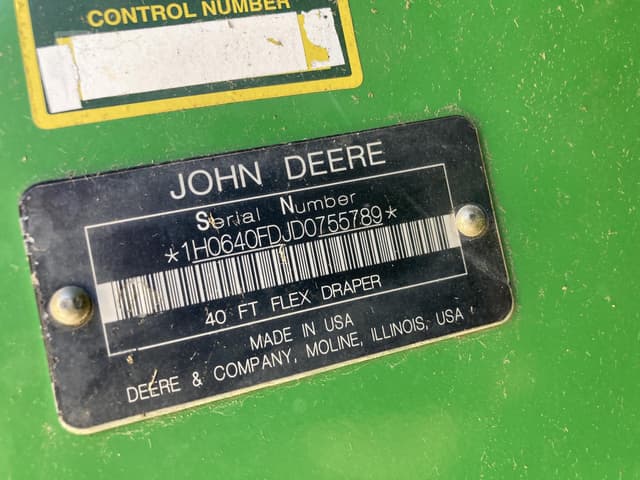 CONTROL NUMBER
JOHN DEERE
Serial Number
*1H0640FDJD0755789*
40 FT FLEX DRAPER
MADE IN USA
DEERE & COMPANY, MOLINE, ILLINOIS, USA